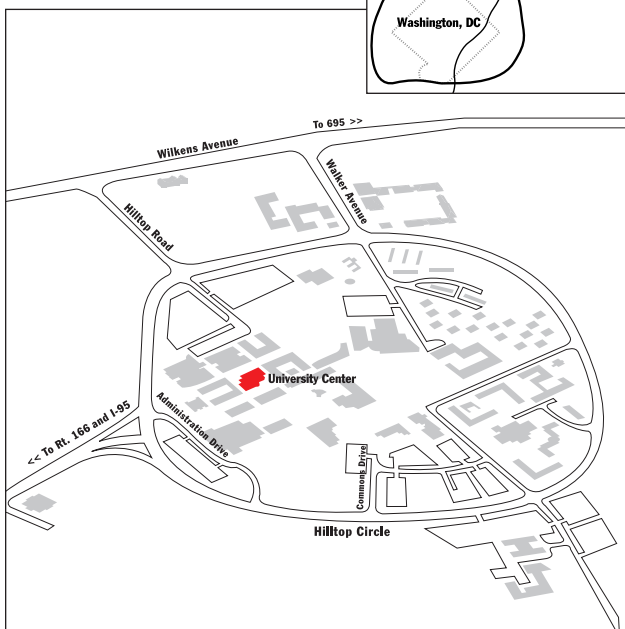 Washington, DC
To 695 >>
Wilkens Avenue
Walker Avenue
Hilltop Road
University Center
Administration Drive
<< To Rt. 166 and I-95
Commons Drive
Hilltop Circle